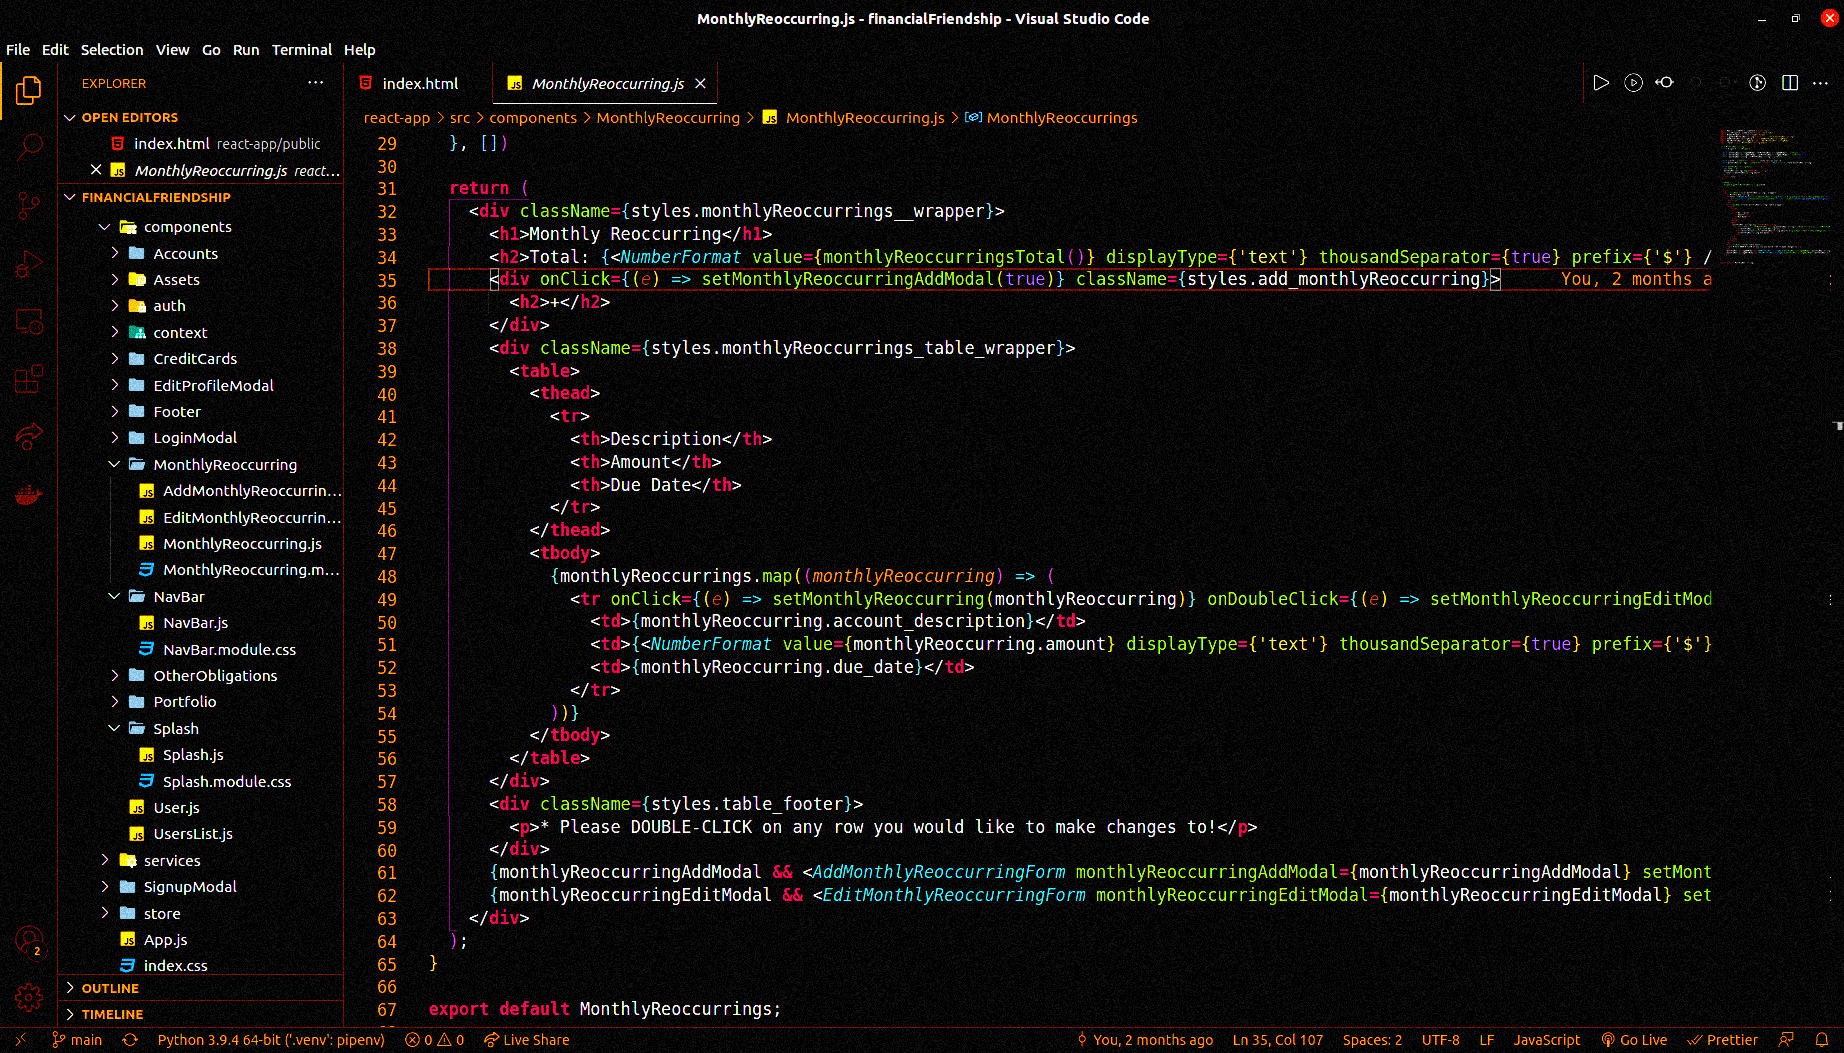 MonthlyReoccurring.js - financialFriendship - Visual Studio Code
File Edit Selection View Go Run Terminal Help
EXPLORER
OPEN EDITORS
index.html react-app/public
MonthlyReoccurring.js react...
FINANCIALFRIENDSHIP
components
Accounts
Assets
auth
context
CreditCards
EditProfileModal
Footer
LoginModal
MonthlyReoccurring
AddMonthlyReoccurrin...
EditMonthlyReoccurrin...
MonthlyReoccurring.js
MonthlyReoccurring.m...
NavBar
NavBar.js
NavBar.module.css
OtherObligations
Portfolio
Splash
Splash.js
Splash.module.css
User.js
UsersList.js
services
SignupModal
store
App.js
index.css
OUTLINE
TIMELINE
2
index.html
MonthlyReoccurring.js
react-app > src > components > MonthlyReoccurring > MonthlyReoccurring.js > MonthlyReoccurrings
29 }, [])
30
31 return (
32 <div className={styles.monthlyReoccurrings__wrapper}>
33 <h1>Monthly Reoccurring</h1>
34 <h2>Total: {<NumberFormat value={monthlyReoccurringsTotal()} displayType={'text'} thousandSeparator={true} prefix={'$'} /
35 <div onClick={(e) => setMonthlyReoccurringAddModal(true)} className={styles.add_monthlyReoccurring}> You, 2 months a
36 <h2>+</h2>
37 </div>
38 <div className={styles.monthlyReoccurrings_table_wrapper}>
39 <table>
40 <thead>
41 <tr>
42 <th>Description</th>
43 <th>Amount</th>
44 <th>Due Date</th>
45 </tr>
46 </thead>
47 <tbody>
48 {monthlyReoccurrings.map((monthlyReoccurring) => (
49 <tr onClick={(e) => setMonthlyReoccurring(monthlyReoccurring)} onDoubleClick={(e) => setMonthlyReoccurringEditMod
50 <td>{monthlyReoccurring.account_description}</td>
51 <td>{<NumberFormat value={monthlyReoccurring.amount} displayType={'text'} thousandSeparator={true} prefix={'$'}
52 <td>{monthlyReoccurring.due_date}</td>
53 </tr>
54 ))}
55 </tbody>
56 </table>
57 </div>
58 <div className={styles.table_footer}>
59 <p>* Please DOUBLE-CLICK on any row you would like to make changes to!</p>
60 </div>
61 {monthlyReoccurringAddModal && <AddMonthlyReoccurringForm monthlyReoccurringAddModal={monthlyReoccurringAddModal} setMont
62 {monthlyReoccurringEditModal && <EditMonthlyReoccurringForm monthlyReoccurringEditModal={monthlyReoccurringEditModal} set
63 </div>
64 );
65 }
66
67 export default MonthlyReoccurrings;
main Python 3.9.4 64-bit ('.venv': pipenv) 0 0 Live Share You, 2 months ago Ln 35, Col 107 Spaces: 2 UTF-8 LF JavaScript Go Live Prettier